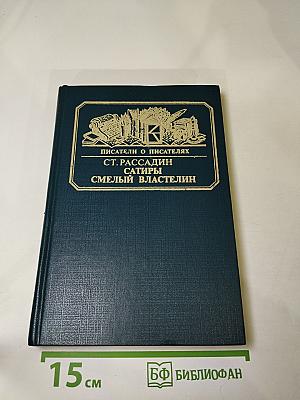 ПИСАТЕЛИ О ПИСАТЕЛЯХ
СТ. РАССАДИН
САТИРЫ
СМЕЛЫЙ ВЛАСТЕЛИН
15 см
БФ БИБЛИОФАН